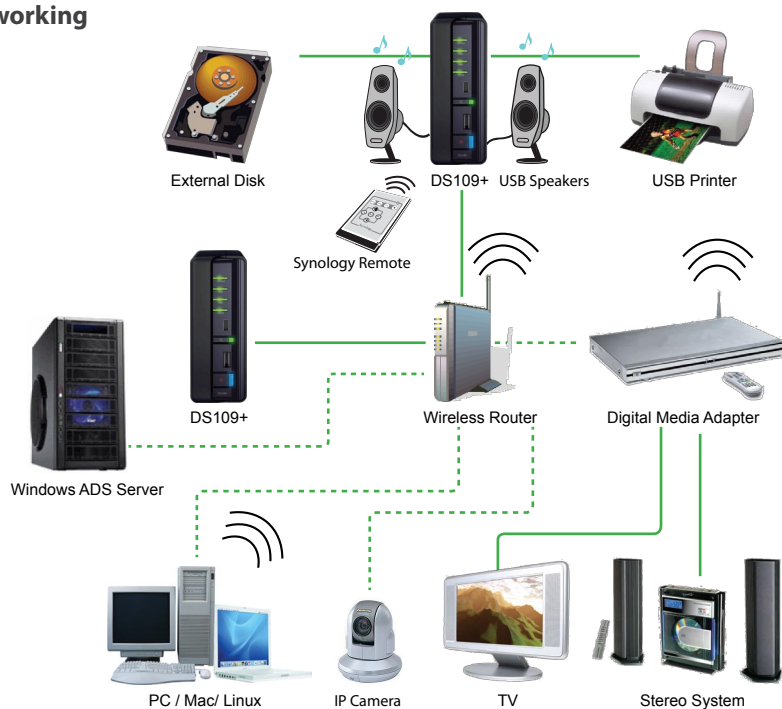 working
External Disk
DS109+
USB Speakers
USB Printer
Synology Remote
DS109+
Wireless Router
Digital Media Adapter
Windows ADS Server
PC / Mac/ Linux
IP Camera
TV
Stereo System